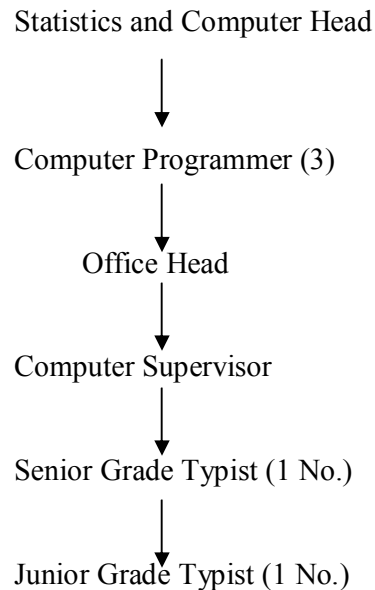 Statistics and Computer Head
Computer Programmer (3)
Office Head
Computer Supervisor
Senior Grade Typist (1 No.)
Junior Grade Typist (1 No.)